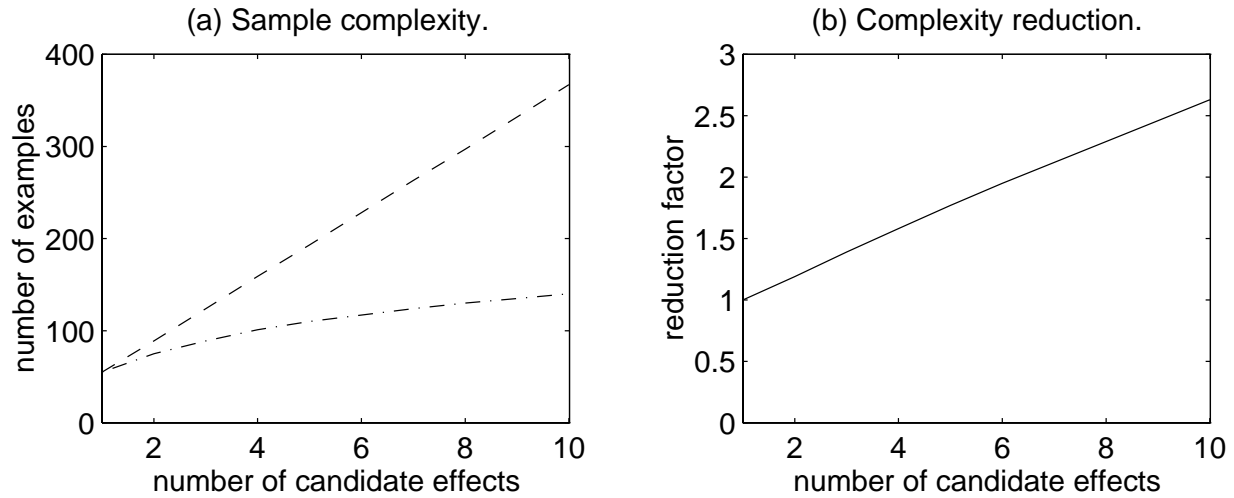 (a) Sample complexity.
400
300
200
100
0
number of examples
2 4 6 8 10
number of candidate effects
(b) Complexity reduction.
3
2.5
2
1.5
1
0.5
0
reduction factor
2 4 6 8 10
number of candidate effects